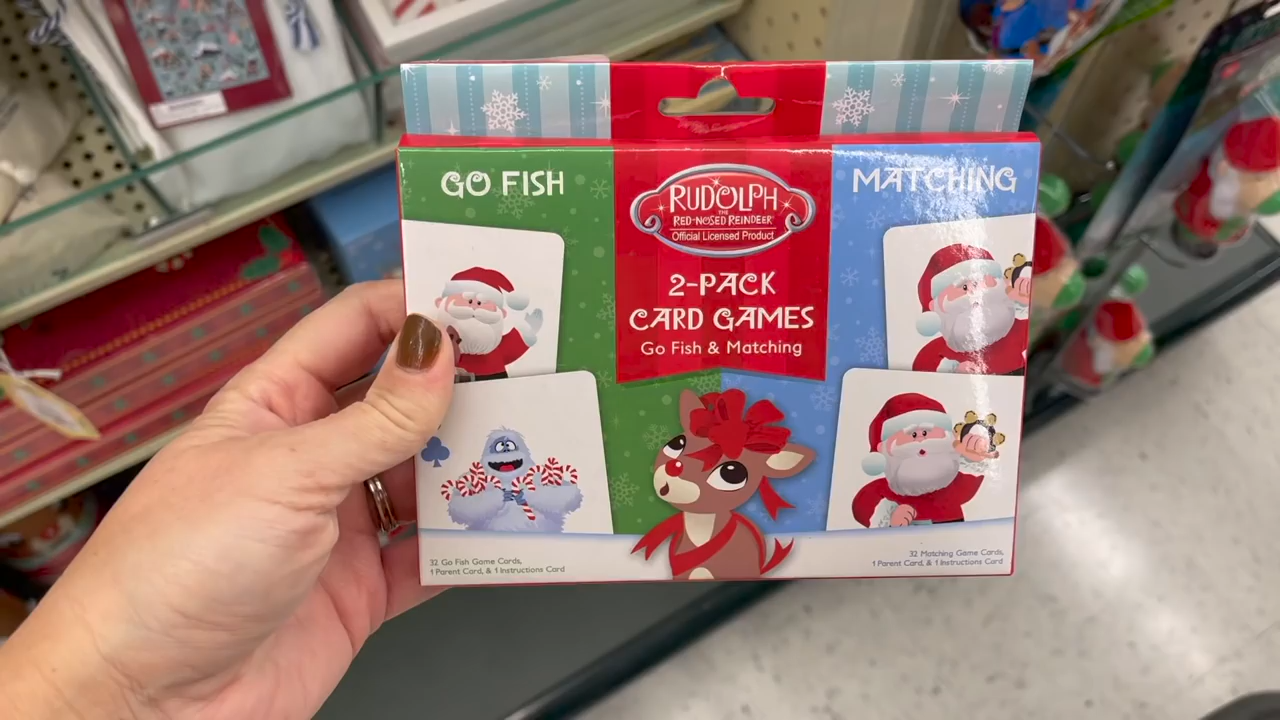 GO FISH
RUDOLPH
THE
RED-NOSED REINDEER
Official Licensed Product
MATCHING
2-PACK
CARD GAMES
Go Fish & Matching
32 Go Fish Game Cards,
1 Parent Card, & 1 Instructions Card
32 Matching Game Cards,
1 Parent Card, & 1 Instructions Card